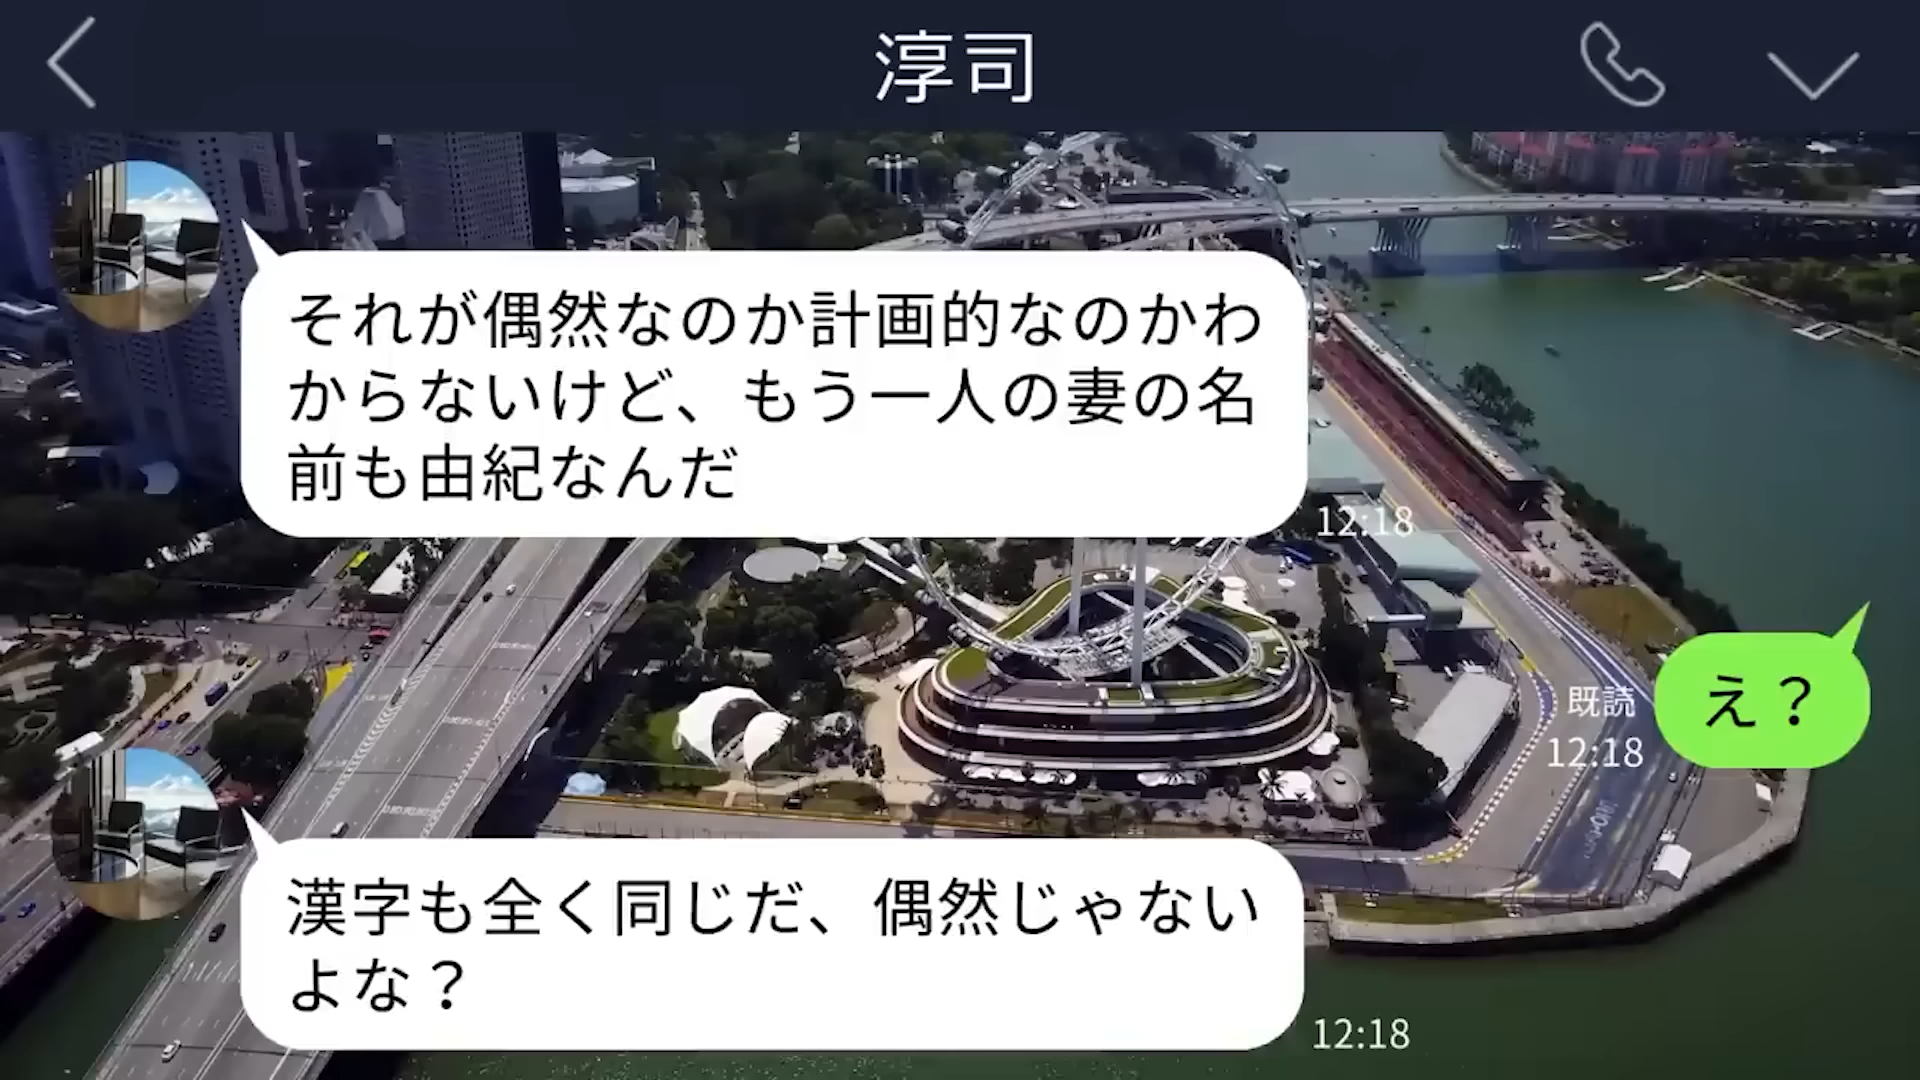 淳司
それが偶然なのか計画的なのかわ
からないけど、もう一人の妻の名
前も由紀なんだ
12:18
え？
既読
12:18
漢字も全く同じだ、偶然じゃない
よな？
12:18